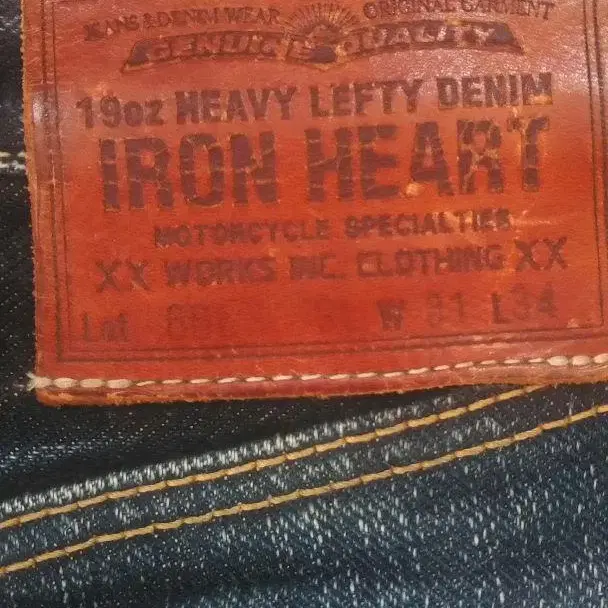 JEANS & DENIM WEAR ORIGINAL GARMENT
GENUINE QUALITY
19oz HEAVY LEFTY DENIM
IRON HEART
MOTORCYCLE SPECIALTIES
XX WORKS INC. CLOTHING XX
Lot W 31 L34